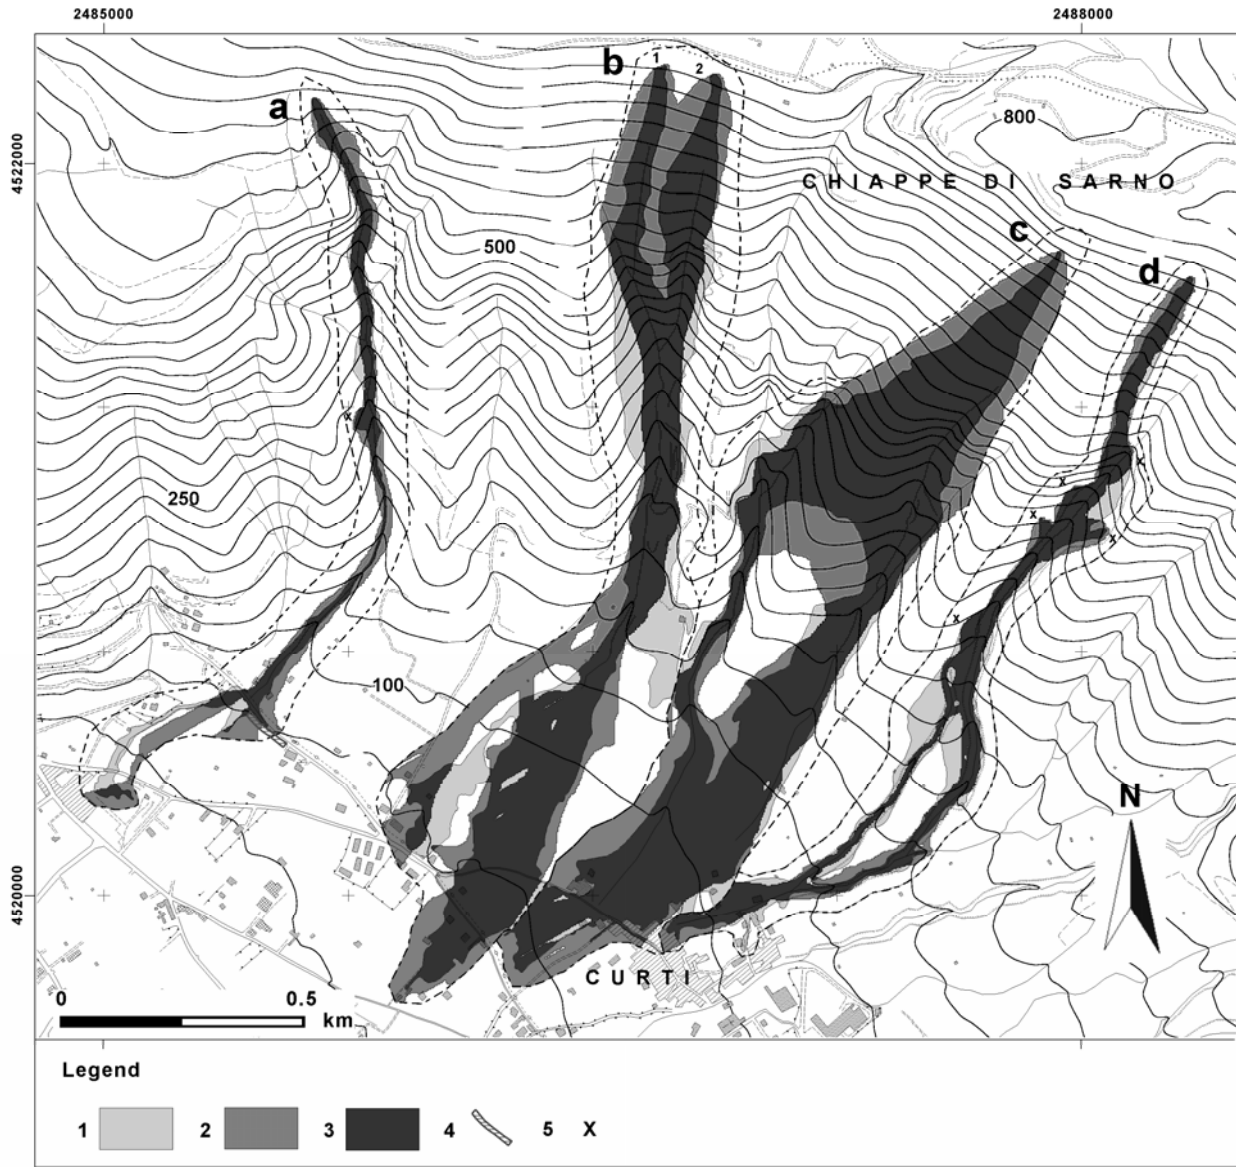 2485000 2488000
b 1 2
a
800
4522000
CHIAPPE DI SARNO
c
500
d
x
x
x
x
x
250
x
100
N
4520000
CURTI
0 0.5
km
Legend
1 2 3 4 5 X